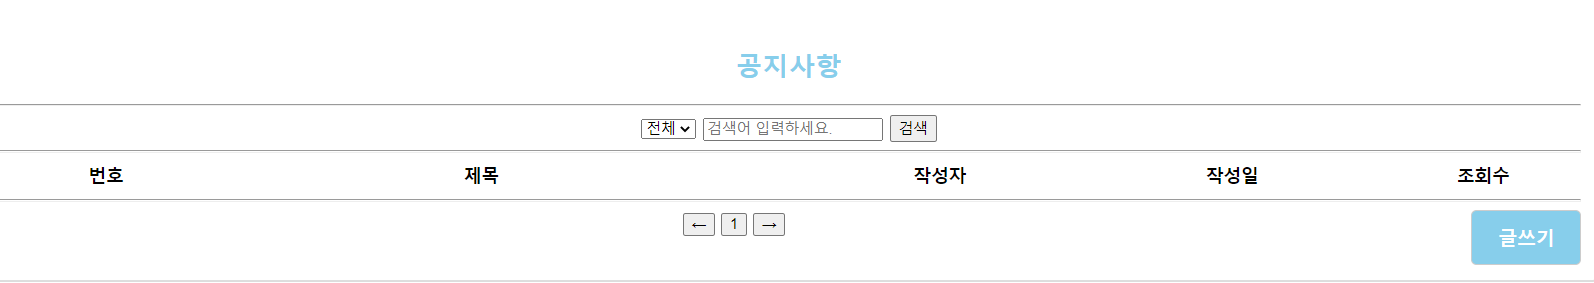 공지사항
전체 검색어 입력하세요. 검색
번호 제목 작성자 작성일 조회수
← 1 → 글쓰기